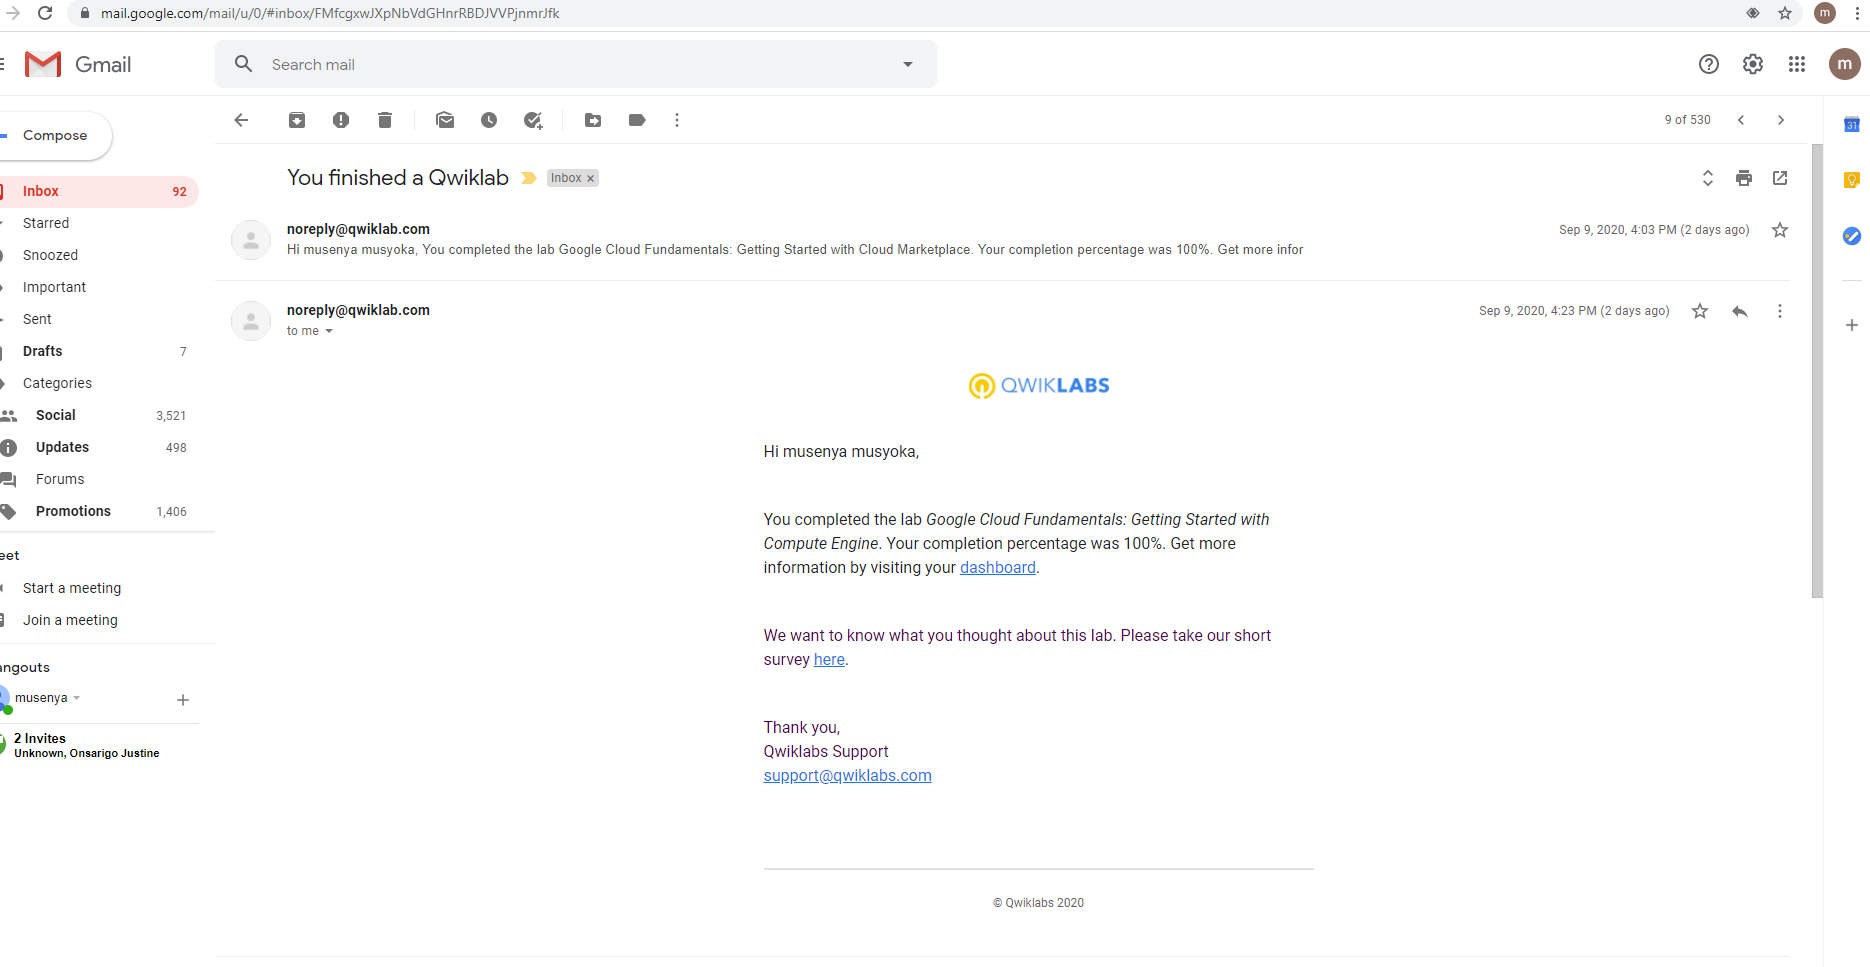 mail.google.com/mail/u/0/#inbox/FMfcgxwJXpNbVdGHnrRBDJVVPjnmrJfk
m
Gmail
Search mail
m
Compose
9 of 530
31
You finished a Qwiklab
Inbox ×
Inbox 92
Starred
Snoozed
Important
Sent
Drafts 7
Categories
Social 3,521
Updates 498
Forums
Promotions 1,406
eet
Start a meeting
Join a meeting
angouts
musenya
2 Invites
Unknown, Onsarigo Justine
noreply@qwiklab.com
Sep 9, 2020, 4:03 PM (2 days ago)
Hi musenya musyoka, You completed the lab Google Cloud Fundamentals: Getting Started with Cloud Marketplace. Your completion percentage was 100%. Get more infor
noreply@qwiklab.com
Sep 9, 2020, 4:23 PM (2 days ago)
to me
QWIKLABS
Hi musenya musyoka,
You completed the lab Google Cloud Fundamentals: Getting Started with
Compute Engine. Your completion percentage was 100%. Get more
information by visiting your dashboard.
We want to know what you thought about this lab. Please take our short
survey here.
Thank you,
Qwiklabs Support
support@qwiklabs.com
© Qwiklabs 2020